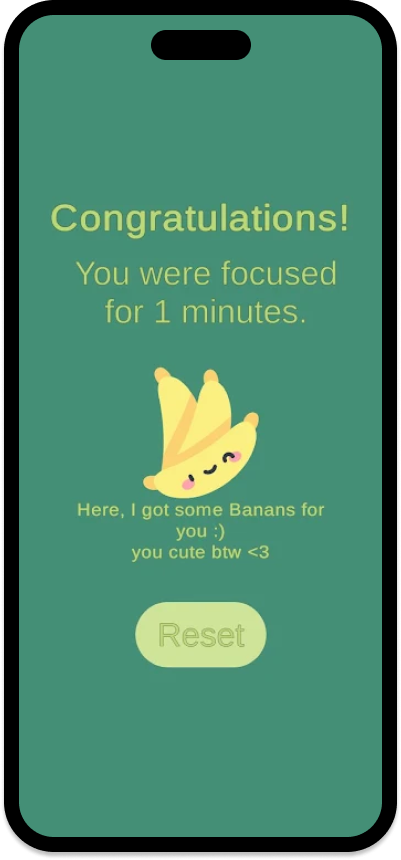 Congratulations!
You were focused
for 1 minutes.
Here, I got some Banans for
you :)
you cute btw <3
Reset